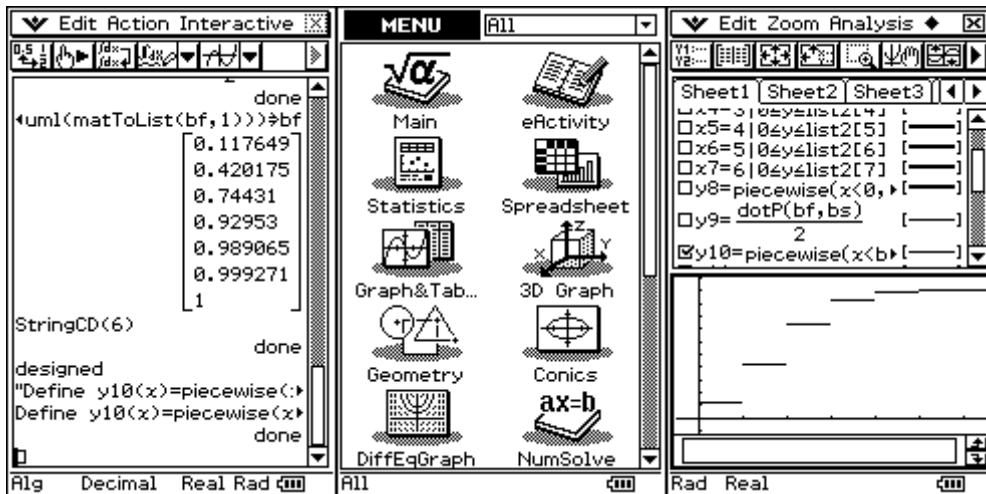 Edit Action Interactive
done
uml(matToList(bf,1)))⇒bf
0.117649
0.420175
0.74431
0.92953
0.989065
0.999271
1
StringCD(6)
done
designed
"Define y10(x)=piecewise(
Define y10(x)=piecewise(x
done
Alg Decimal Real Rad
MENU All
Main eActivity
Statistics Spreadsheet
Graph&Tab... 3D Graph
Geometry Conics
DiffEqGraph NumSolve
All
Edit Zoom Analysis
Sheet1 Sheet2 Sheet3
x5=4|0≤y≤list2[5] [—]
x6=5|0≤y≤list2[6] [—]
x7=6|0≤y≤list2[7] [—]
y8=piecewise(x<0, [—]
y9= dotP(bf,bs)
2 [—]
y10=piecewise(x<b [—]
Rad Real